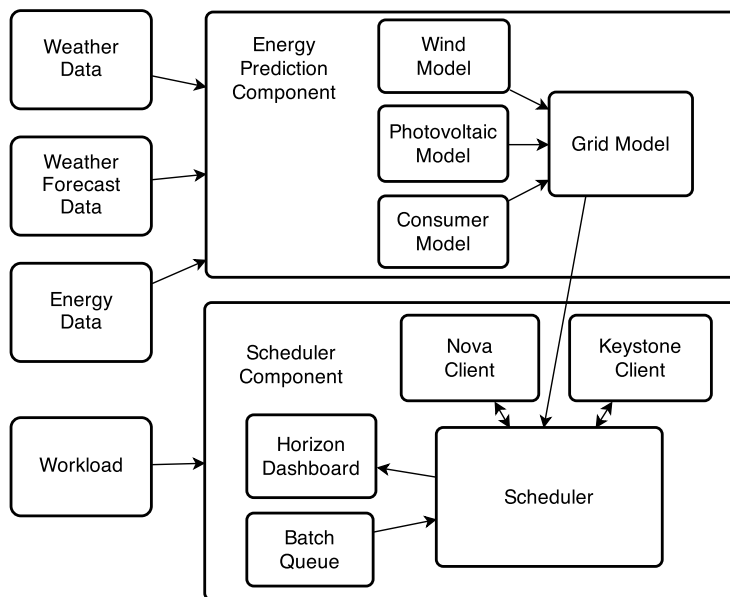 Weather
Data
Weather
Forecast
Data
Energy
Data
Energy
Prediction
Component
Wind
Model
Photovoltaic
Model
Consumer
Model
Grid Model
Workload
Scheduler
Component
Nova
Client
Keystone
Client
Horizon
Dashboard
Batch
Queue
Scheduler